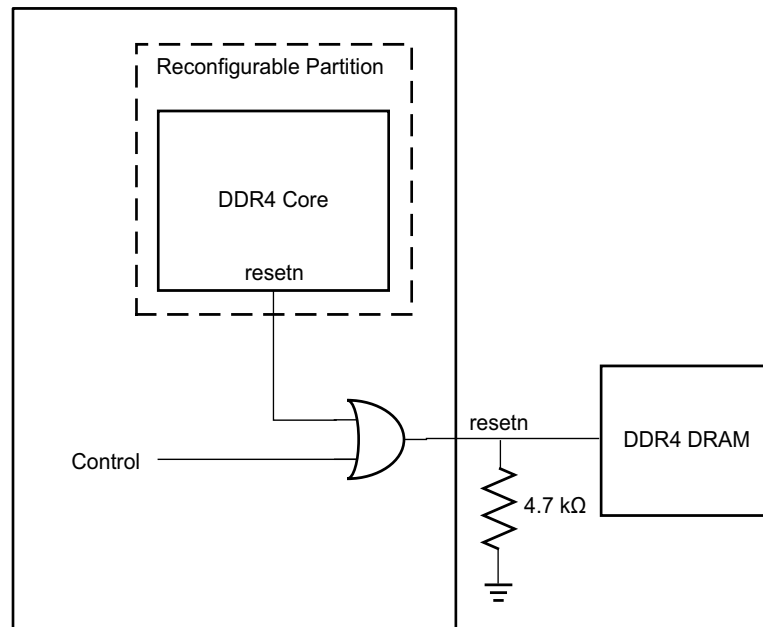 Reconfigurable Partition
DDR4 Core
resetn
resetn
DDR4 DRAM
Control
4.7 kΩ